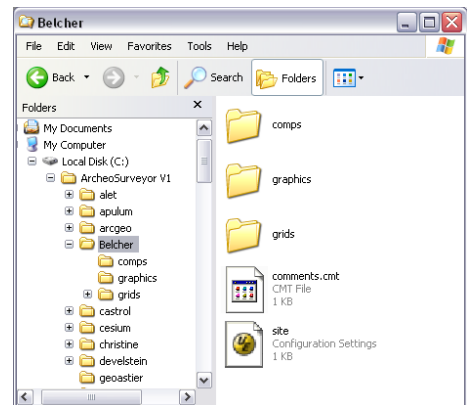 Belcher
File Edit View Favorites Tools Help
Back Search Folders
Folders x
My Documents
My Computer
Local Disk (C:)
ArcheoSurveyor V1
alet
apulum
arcgeo
Belcher
comps
graphics
grids
castrol
cesium
christine
develstein
geoastier
comps
graphics
grids
comments.cmt
CMT File
1 KB
site
Configuration Settings
1 KB